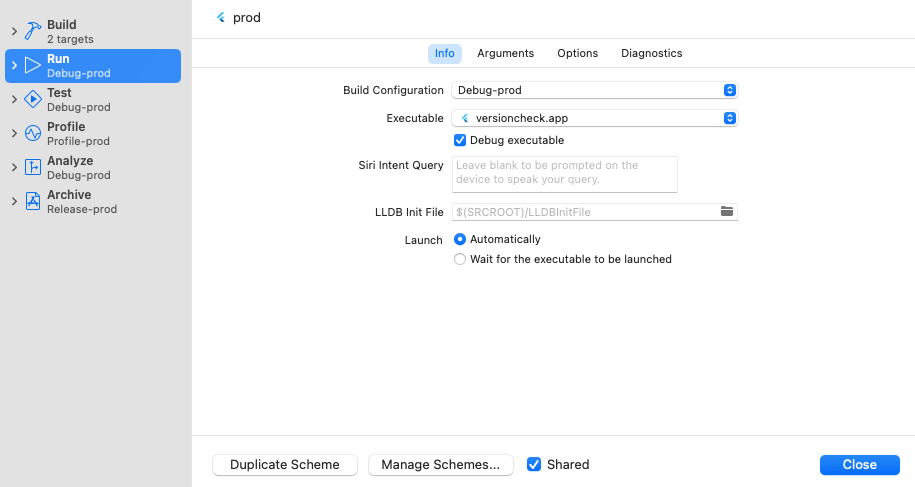 prod
Build
2 targets
Run
Debug-prod
Test
Debug-prod
Profile
Profile-prod
Analyze
Debug-prod
Archive
Release-prod
Info Arguments Options Diagnostics
Build Configuration Debug-prod
Executable versioncheck.app
Debug executable
Siri Intent Query Leave blank to be prompted on the
device to speak your query.
LLDB Init File $(SRCROOT)/LLDBInitFile
Launch Automatically
Wait for the executable to be launched
Duplicate Scheme Manage Schemes... Shared Close